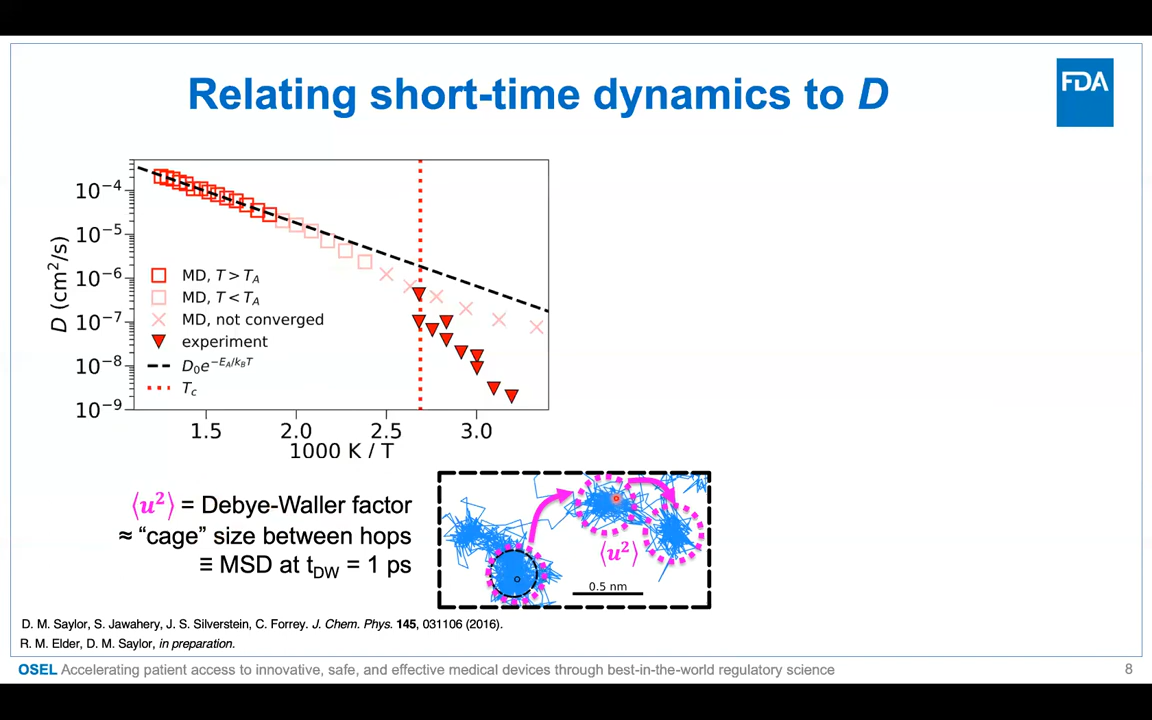 Relating short-time dynamics to D
FDA
10⁻⁴
10⁻⁵
10⁻⁶
10⁻⁷
10⁻⁸
10⁻⁹
D (cm²/s)
MD, T > T_A
MD, T < T_A
MD, not converged
experiment
D₀e^{−E_A/k_BT}
T_c
1.5 2.0 2.5 3.0
1000 K / T
⟨u²⟩ = Debye-Waller factor
≈ “cage” size between hops
≡ MSD at t_DW = 1 ps
⟨u²⟩
0.5 nm
D. M. Saylor, S. Jawahery, J. S. Silverstein, C. Forrey. J. Chem. Phys. 145, 031106 (2016).
R. M. Elder, D. M. Saylor, in preparation.
OSEL Accelerating patient access to innovative, safe, and effective medical devices through best-in-the-world regulatory science
8